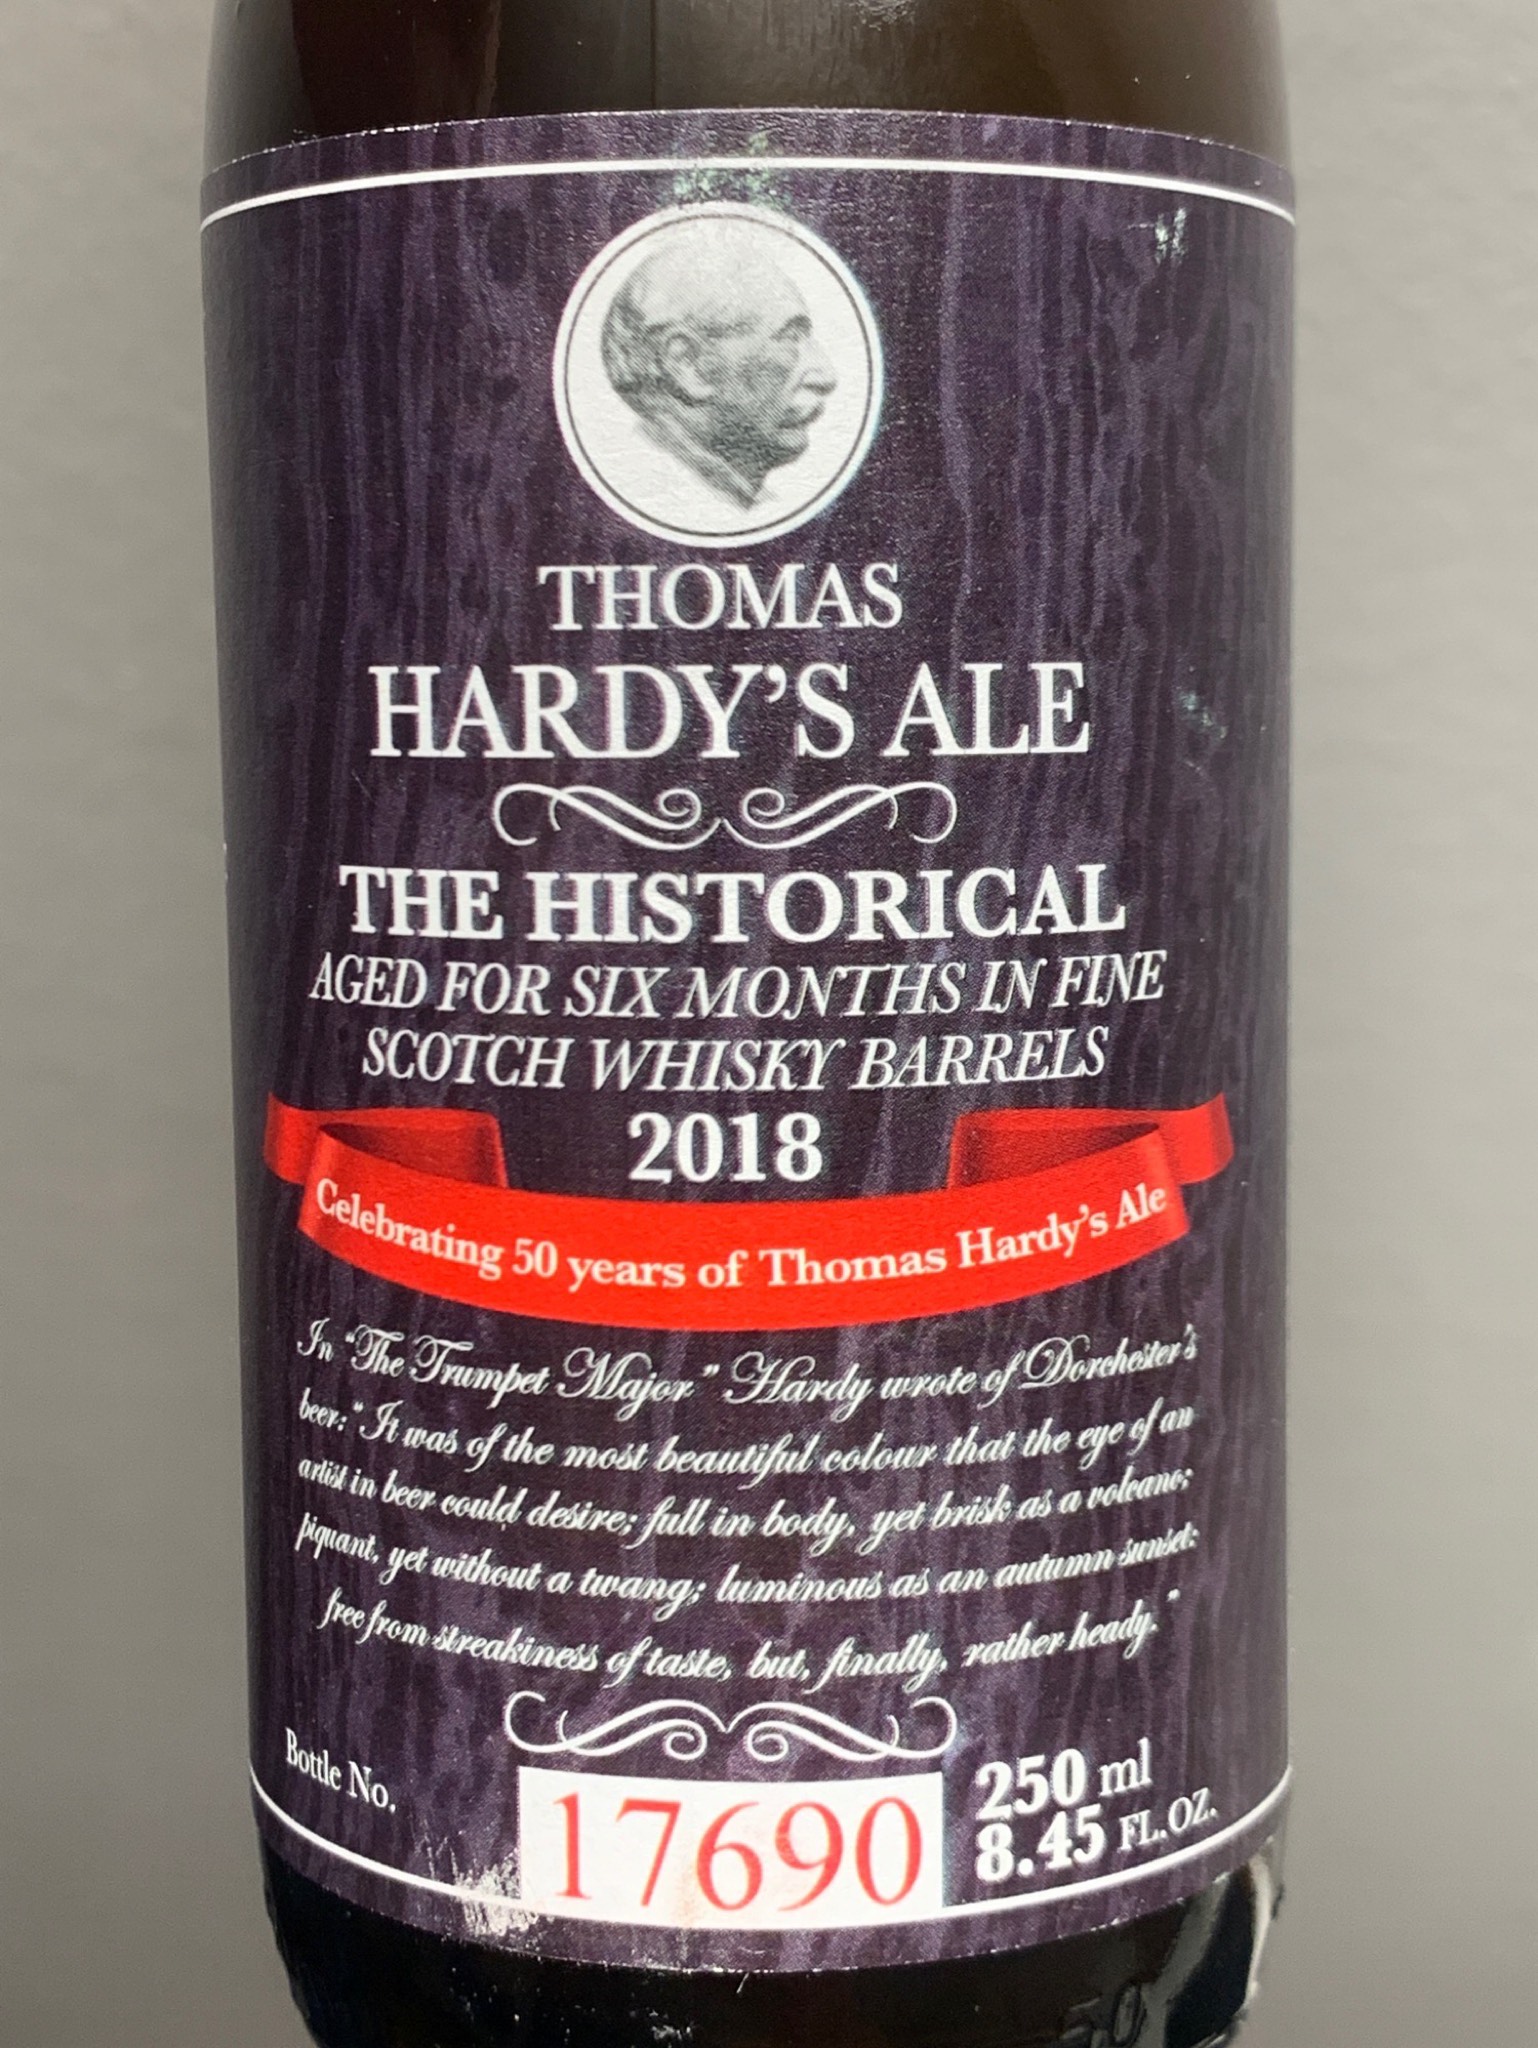 THOMAS
HARDY'S ALE
THE HISTORICAL
AGED FOR SIX MONTHS IN FINE
SCOTCH WHISKY BARRELS
2018
Celebrating 50 years of Thomas Hardy's Ale
In "The Trumpet Major" Hardy wrote of Dorchester's
beer: "It was of the most beautiful colour that the eye of an
artist in beer could desire; full in body, yet brisk as a volcano;
piquant, yet without a twang; luminous as an autumn sunset;
free from streakiness of taste, but, finally, rather heady."
Bottle No.
17690
250 ml
8.45 FL.OZ.